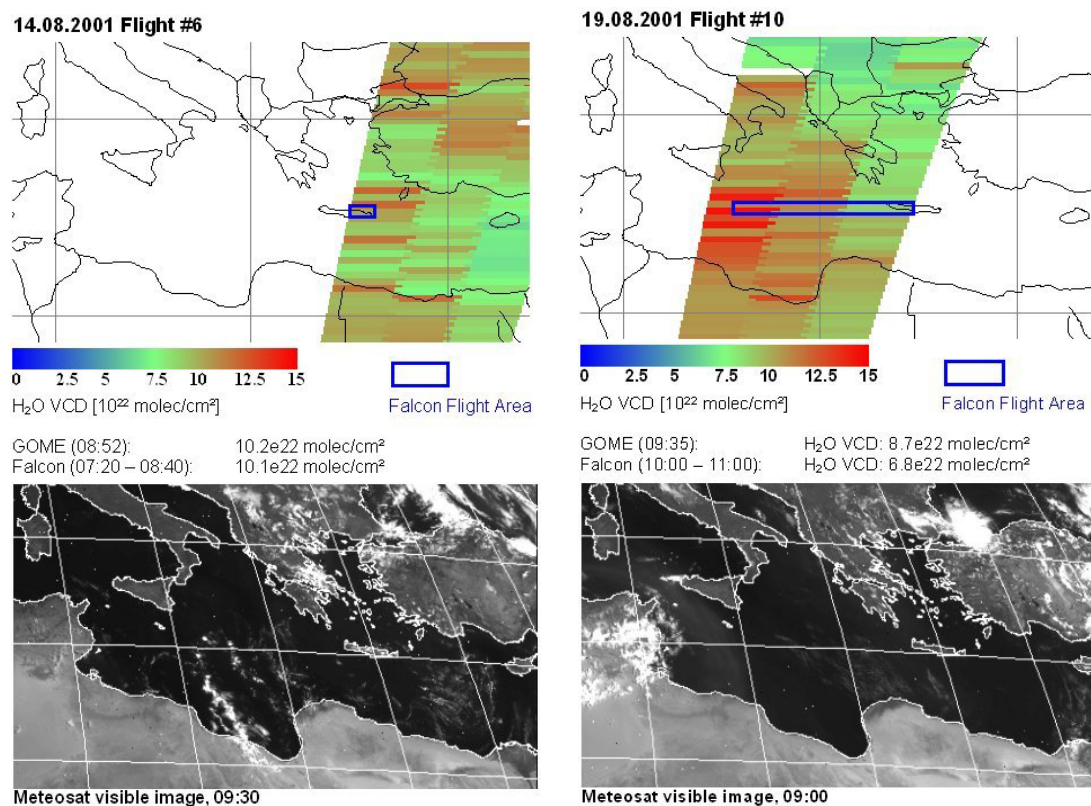 14.08.2001 Flight #6
0 2.5 5 7.5 10 12.5 15
H₂O VCD [10²² molec/cm²]
Falcon Flight Area
GOME (08:52): 10.2e22 molec/cm²
Falcon (07:20 – 08:40): 10.1e22 molec/cm²
Meteosat visible image, 09:30
19.08.2001 Flight #10
0 2.5 5 7.5 10 12.5 15
H₂O VCD [10²² molec/cm²]
Falcon Flight Area
GOME (09:35): H₂O VCD: 8.7e22 molec/cm²
Falcon (10:00 – 11:00): H₂O VCD: 6.8e22 molec/cm²
Meteosat visible image, 09:00